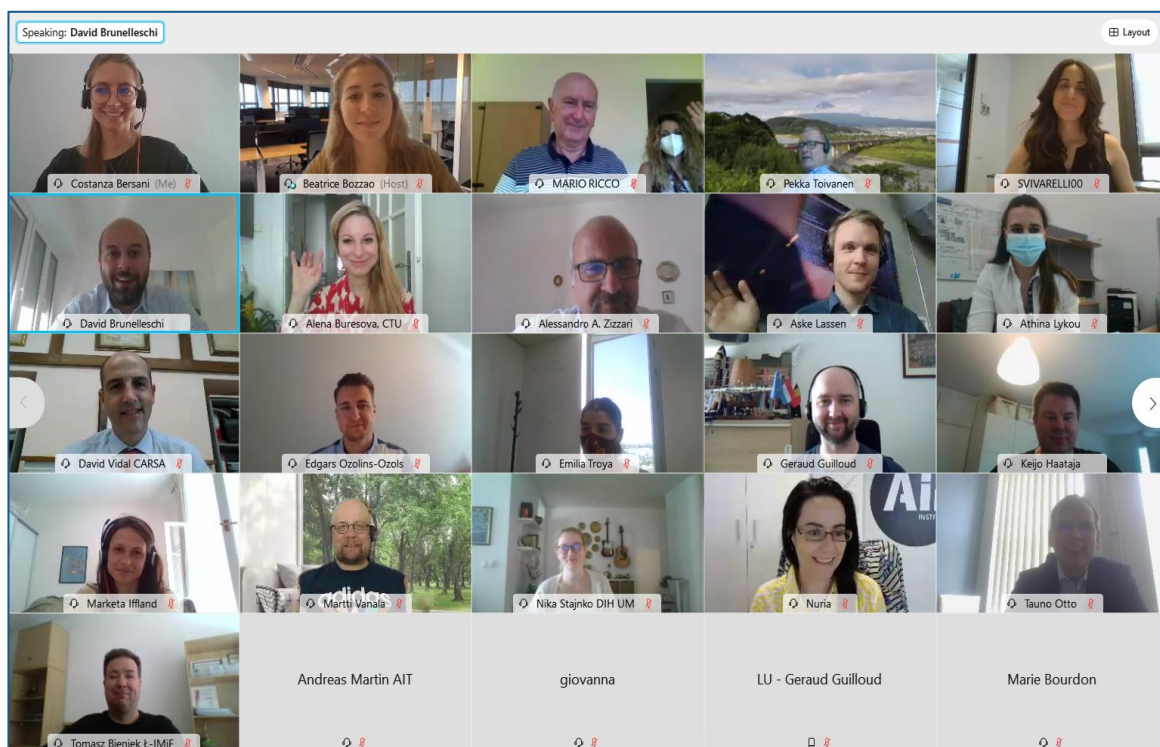 Speaking: David Brunelleschi
Layout
Costanza Bersani (Me)
Beatrice Bozzao (Host)
MARIO RICCO
Pekka Toivanen
SVIVARELLI00
David Brunelleschi
Alena Buresova, CTU
Alessandro A. Zizzari
Aske Lassen
Athina Lykou
David Vidal CARSA
Edgars Ozolins-Ozols
Emilia Troya
Geraud Guilloud
Keijo Haataja
Marketa Iffland
adidas
Martti Vanala
Nika Stajnko DIH UM
Nuria
Tauno Otto
Tomasz Bieniek Ł-IMiF
Andreas Martin AIT
giovanna
LU - Geraud Guilloud
Marie Bourdon